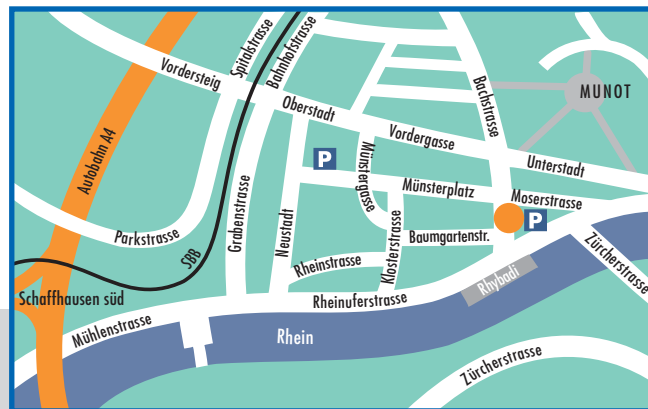 Vordersteig
Spitalstrasse
Bahnhofstrasse
Bachstrasse
MUNOT
Autobahn A4
Oberstadt
Vordergasse
Unterstadt
P
Münstergasse
Münsterplatz
Moserstrasse
P
Parkstrasse
SBB
Grabenstrasse
Neustadt
Klosterstrasse
Baumgartenstr.
Zürcherstrasse
Rheinstrasse
Rhybadi
Schaffhausen süd
Rheinuferstrasse
Mühlenstrasse
Rhein
Zürcherstrasse